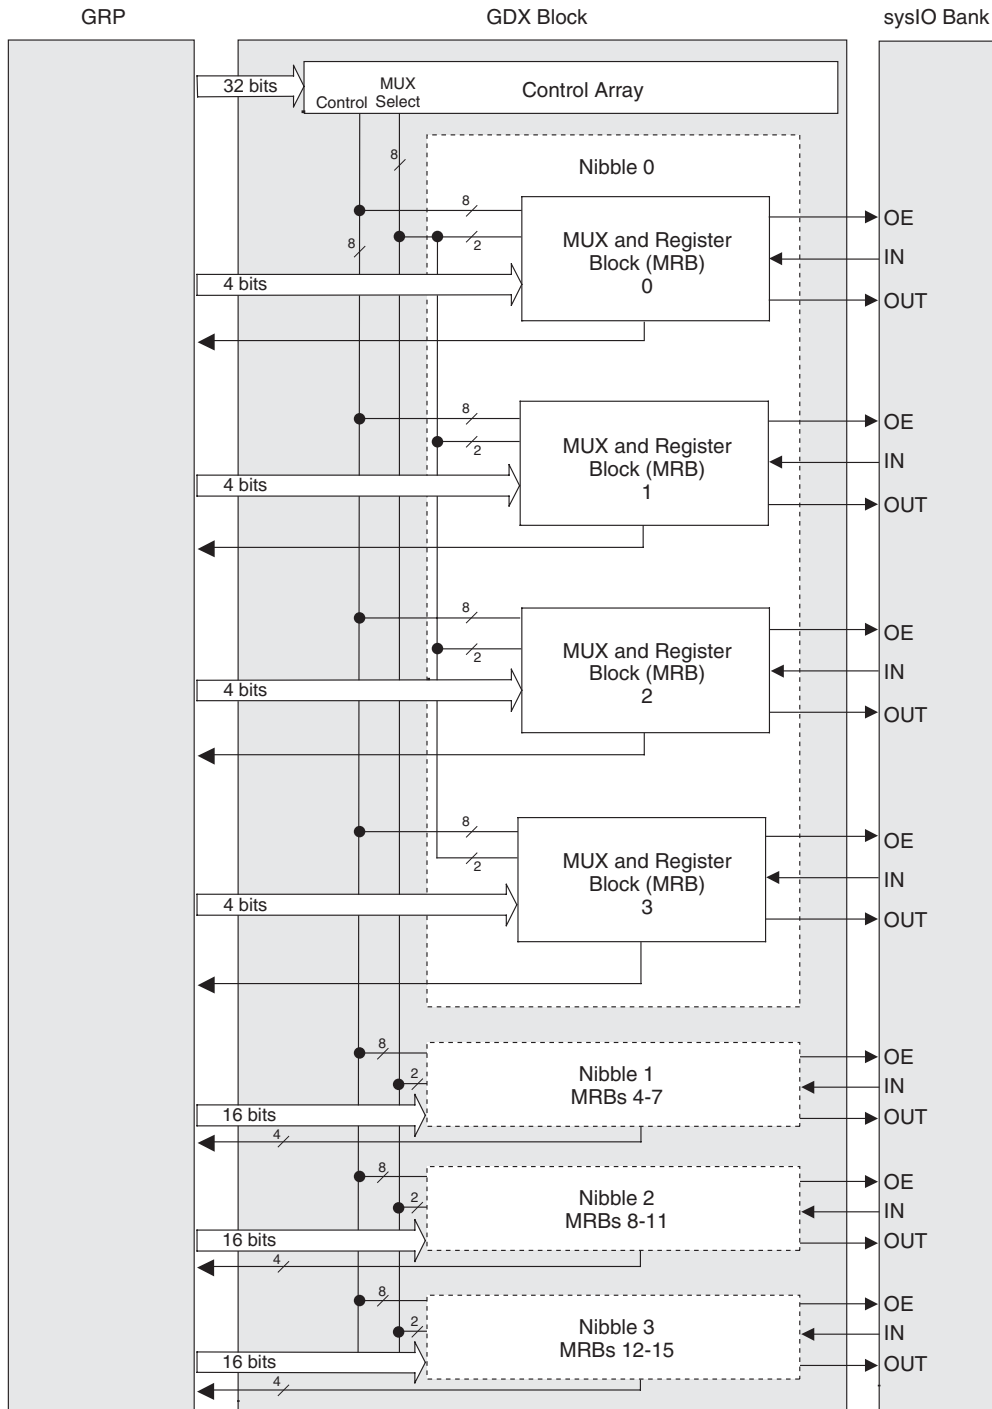 GRP
GDX Block
sysIO Bank
32 bits
Control
MUX
Select
Control Array
8
Nibble 0
8
8
2
MUX and Register
Block (MRB)
0
OE
IN
OUT
4 bits
8
2
MUX and Register
Block (MRB)
1
OE
IN
OUT
4 bits
8
2
MUX and Register
Block (MRB)
2
OE
IN
OUT
4 bits
8
2
MUX and Register
Block (MRB)
3
OE
IN
OUT
4 bits
8
2
Nibble 1
MRBs 4-7
OE
IN
OUT
16 bits
4
8
2
Nibble 2
MRBs 8-11
OE
IN
OUT
16 bits
4
8
2
Nibble 3
MRBs 12-15
OE
IN
OUT
16 bits
4